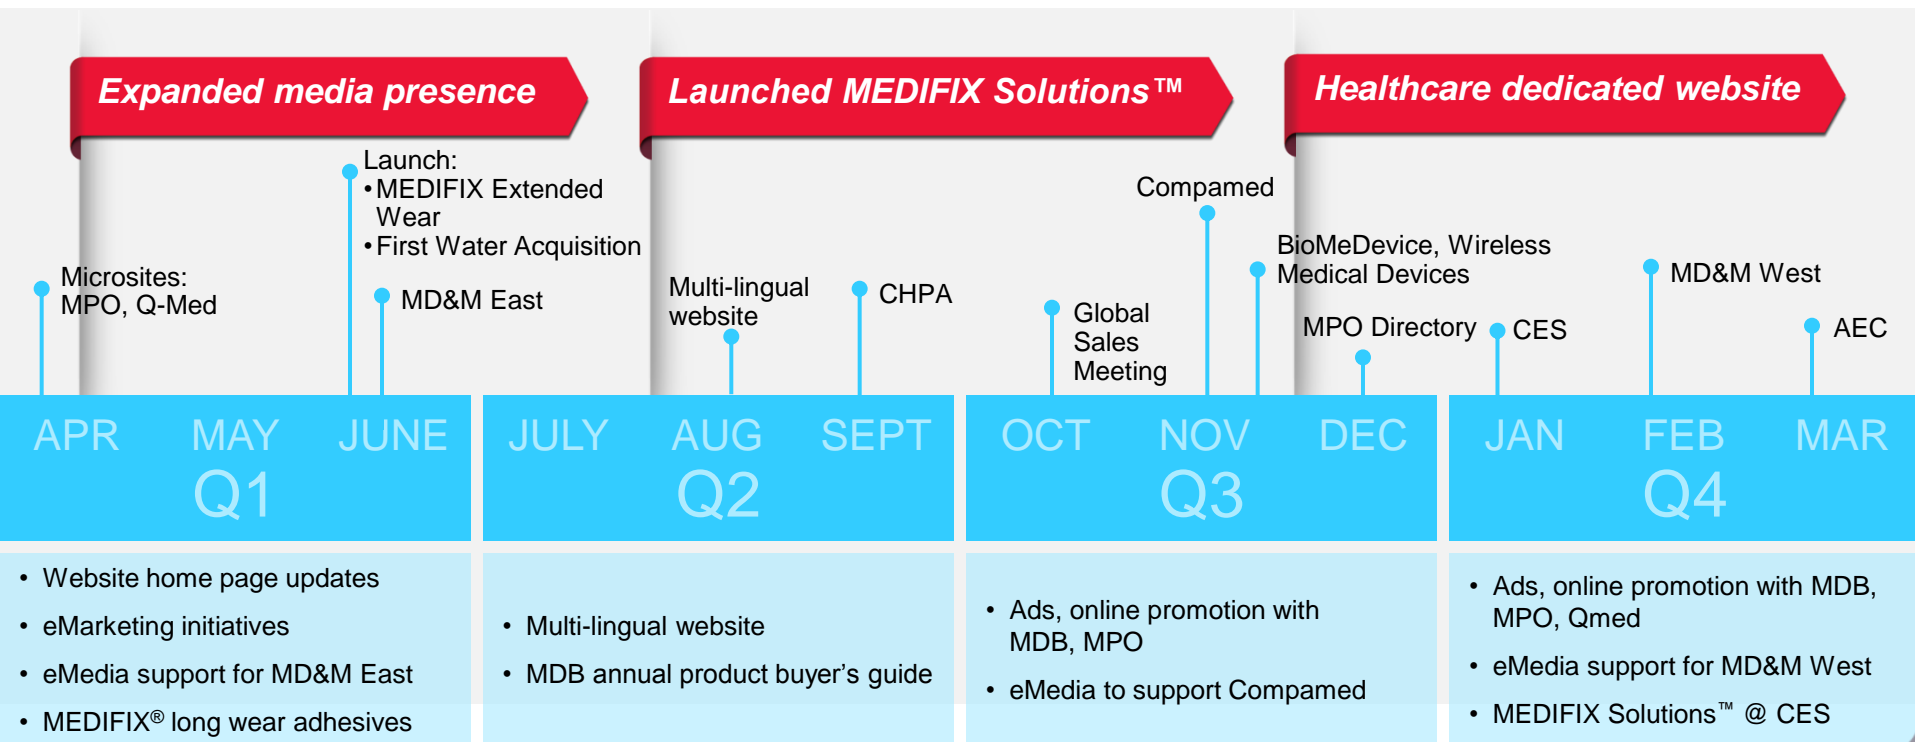 Expanded media presence
Launched MEDIFIX Solutions™
Healthcare dedicated website
Microsites:
MPO, Q-Med
Launch:
•MEDIFIX Extended
Wear
•First Water Acquisition
MD&M East
Multi-lingual
website
CHPA
Global
Sales
Meeting
Compamed
BioMeDevice, Wireless
Medical Devices
MPO Directory
CES
MD&M West
AEC
APR MAY JUNE
Q1
JULY AUG SEPT
Q2
OCT NOV DEC
Q3
JAN FEB MAR
Q4
• Website home page updates
• eMarketing initiatives
• eMedia support for MD&M East
• MEDIFIX® long wear adhesives
• Multi-lingual website
• MDB annual product buyer’s guide
• Ads, online promotion with
MDB, MPO
• eMedia to support Compamed
• Ads, online promotion with MDB,
MPO, Qmed
• eMedia support for MD&M West
• MEDIFIX Solutions™ @ CES